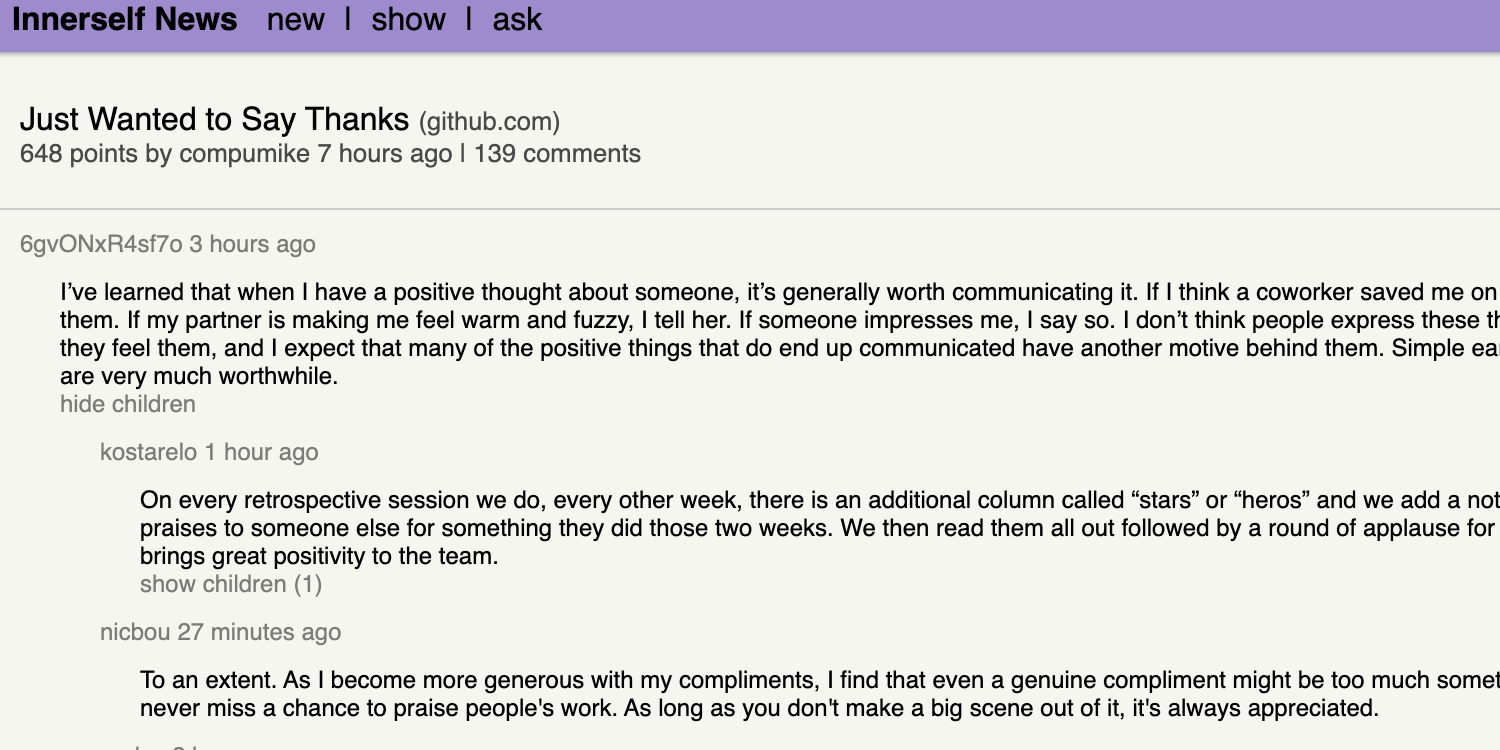 Innerself News new | show | ask
Just Wanted to Say Thanks (github.com)
648 points by compumike 7 hours ago | 139 comments
6gvONxR4sf7o 3 hours ago
I’ve learned that when I have a positive thought about someone, it’s generally worth communicating it. If I think a coworker saved me on
them. If my partner is making me feel warm and fuzzy, I tell her. If someone impresses me, I say so. I don’t think people express these th
they feel them, and I expect that many of the positive things that do end up communicated have another motive behind them. Simple ear
are very much worthwhile.
hide children
kostarelo 1 hour ago
On every retrospective session we do, every other week, there is an additional column called “stars” or “heros” and we add a not
praises to someone else for something they did those two weeks. We then read them all out followed by a round of applause for
brings great positivity to the team.
show children (1)
nicbou 27 minutes ago
To an extent. As I become more generous with my compliments, I find that even a genuine compliment might be too much somet
never miss a chance to praise people's work. As long as you don't make a big scene out of it, it's always appreciated.